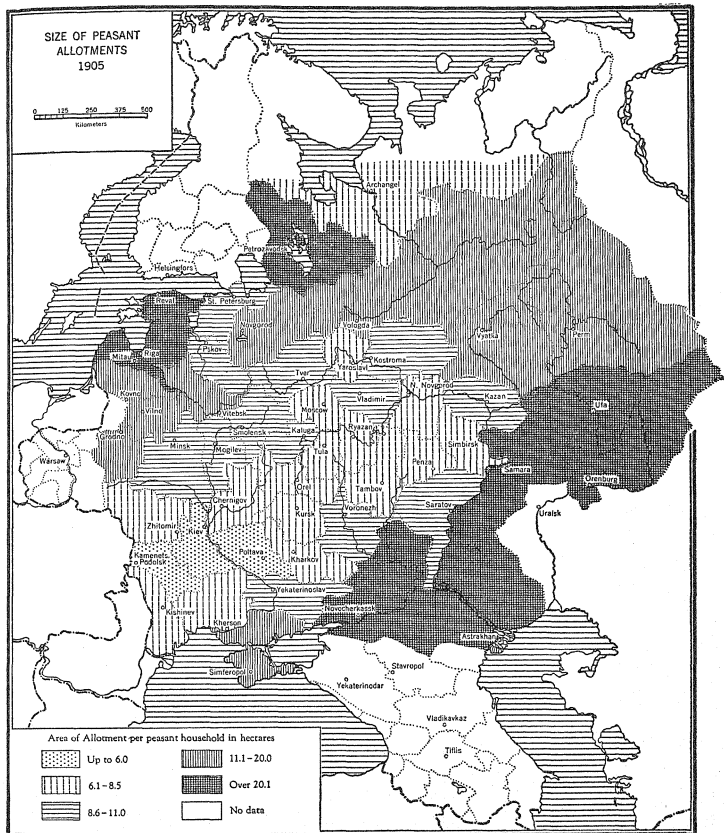 SIZE OF PEASANT
ALLOTMENTS
1905
0 125 250 375 500
Kilometers
Archangel
Petrozavodsk
Helsingfors
Reval
St. Petersburg
Novgorod
Vologda
Vyatka
Perm
Pskov
Kostroma
Mitau
Riga
Yaroslavl
Tver
N. Novgorod
Kazan
Vladimir
Kovno
Vilno
Vitebsk
Moscow
Ufa
Smolensk
Kaluga
Ryazan
Grodno
Minsk
Mogilev
Tula
Simbirsk
Warsaw
Penza
Samara
Orenburg
Orel
Tambov
Chernigov
Kursk
Voronezh
Saratov
Uralsk
Zhitomir
Kiev
Poltava
Kharkov
Kamenets
Podolsk
Yekaterinoslav
Kishinev
Novocherkassk
Kherson
Astrakhan
Simferopol
Stavropol
Yekaterinodar
Vladikavkaz
Tiflis
Area of Allotment per peasant household in hectares
Up to 6.0
11.1–20.0
6.1–8.5
Over 20.1
8.6–11.0
No data